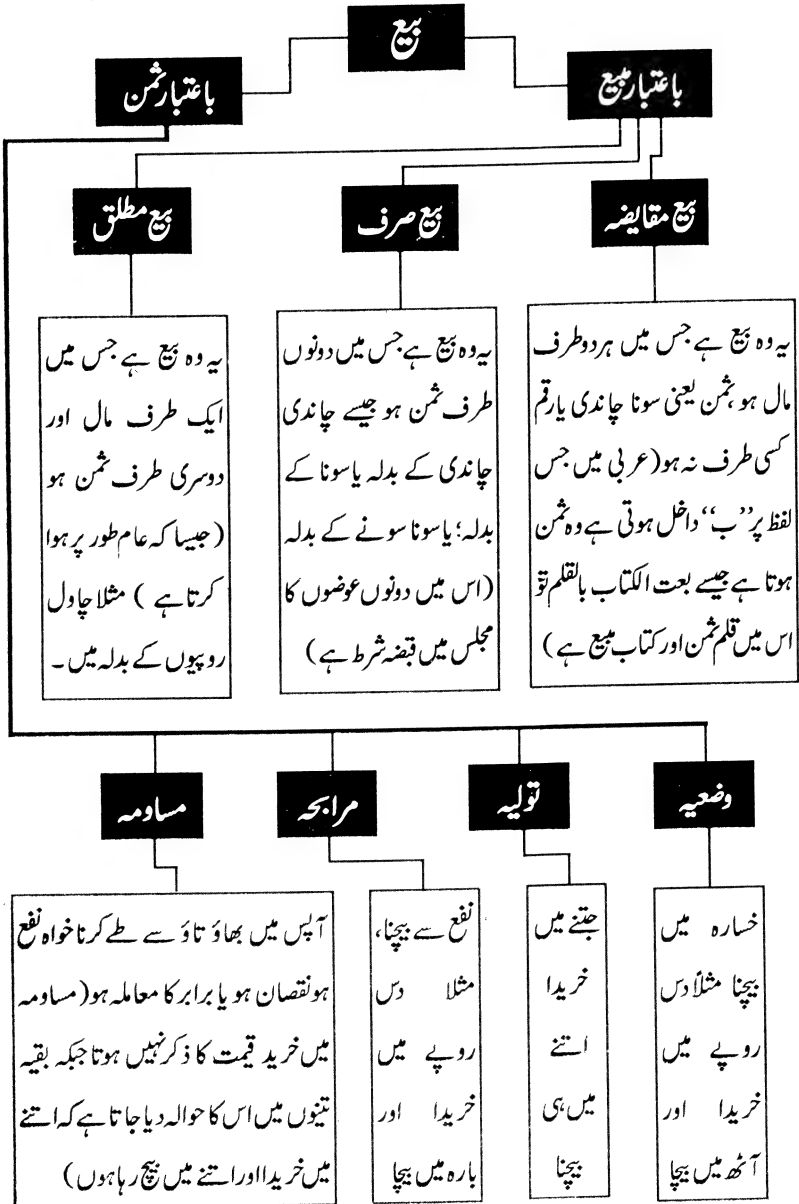 بیع
باعتبار مبیع
باعتبار ثمن
بیع مقایضہ
بیع صرف
بیع مطلق
یہ وہ بیع ہے جس میں ہر دو طرف
مال ہو ثمن یعنی سونا چاندی یا رقم
کسی طرف نہ ہو (عربی میں جس
لفظ پر ’’ب‘‘ داخل ہوتی ہے وہ ثمن
ہوتا ہے جیسے بعت الکتاب بالقلم تو
اس میں قلم ثمن اور کتاب مبیع ہے)
یہ وہ بیع ہے جس میں دونوں
طرف ثمن ہو جیسے چاندی
چاندی کے بدلہ یا سونا کے
بدلہ؛ یا سونا سونے کے بدلہ
(اس میں دونوں عوضوں کا
مجلس میں قبضہ شرط ہے)
یہ وہ بیع ہے جس میں
ایک طرف مال اور
دوسری طرف ثمن ہو
(جیسا کہ عام طور پر ہوا
کرتا ہے) مثلا چاول
روپیوں کے بدلہ میں۔
وضعیہ
تولیہ
مرابحہ
مساومہ
خسارہ میں
بیچنا مثلاً دس
روپے میں
خریدا اور
آٹھ میں بیچا
جتنے میں
خریدا
اتنے
میں ہی
بیچنا
نفع سے بیچنا،
مثلا دس
روپے میں
خریدا اور
بارہ میں بیچا
آپس میں بھاؤ تاؤ سے طے کرنا خواہ نفع
ہو نقصان ہو یا برابر کا معاملہ ہو (مساومہ
میں خرید قیمت کا ذکر نہیں ہوتا جبکہ بقیہ
تینوں میں اس کا حوالہ دیا جاتا ہے کہ اتنے
میں خریدا اور اتنے میں بیچ رہا ہوں)